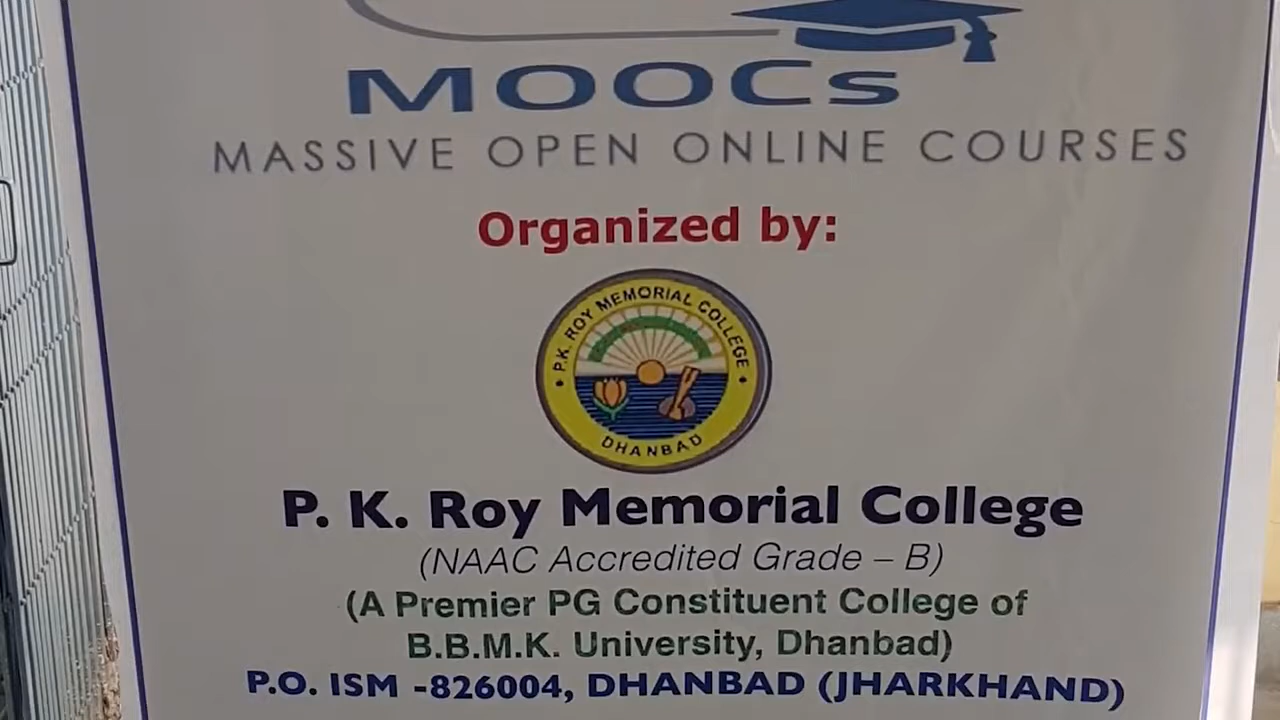 MOOCs
MASSIVE OPEN ONLINE COURSES
Organized by:
P.K. ROY MEMORIAL COLLEGE
DHANBAD
P. K. Roy Memorial College
(NAAC Accredited Grade – B)
(A Premier PG Constituent College of
B.B.M.K. University, Dhanbad)
P.O. ISM -826004, DHANBAD (JHARKHAND)